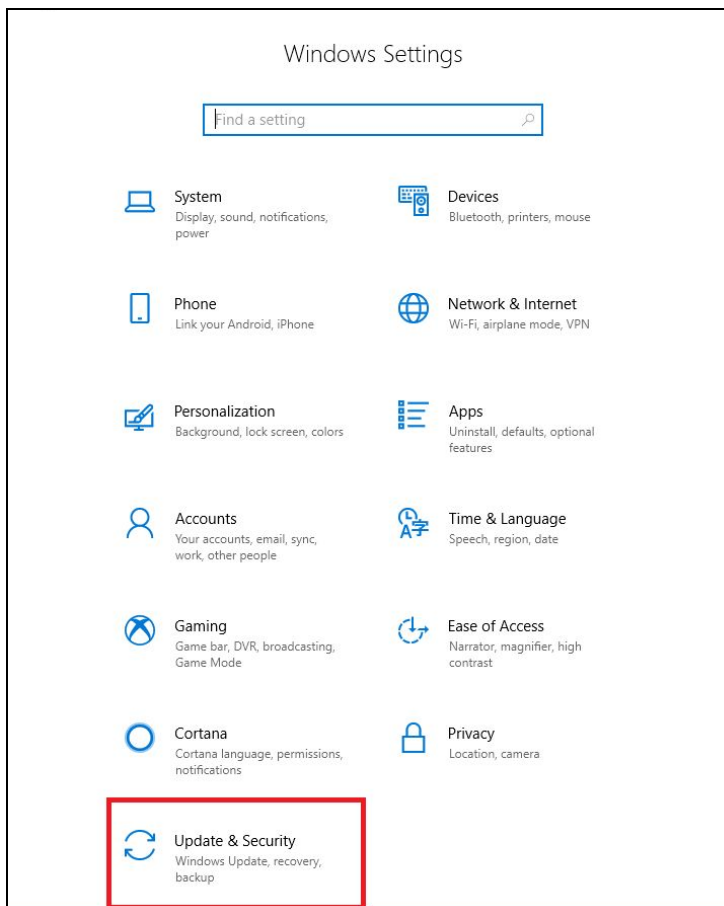 Windows Settings
Find a setting
System
Display, sound, notifications,
power
Devices
Bluetooth, printers, mouse
Phone
Link your Android, iPhone
Network & Internet
Wi-Fi, airplane mode, VPN
Personalization
Background, lock screen, colors
Apps
Uninstall, defaults, optional
features
Accounts
Your accounts, email, sync,
work, other people
Time & Language
Speech, region, date
Gaming
Game bar, DVR, broadcasting,
Game Mode
Ease of Access
Narrator, magnifier, high
contrast
Cortana
Cortana language, permissions,
notifications
Privacy
Location, camera
Update & Security
Windows Update, recovery,
backup